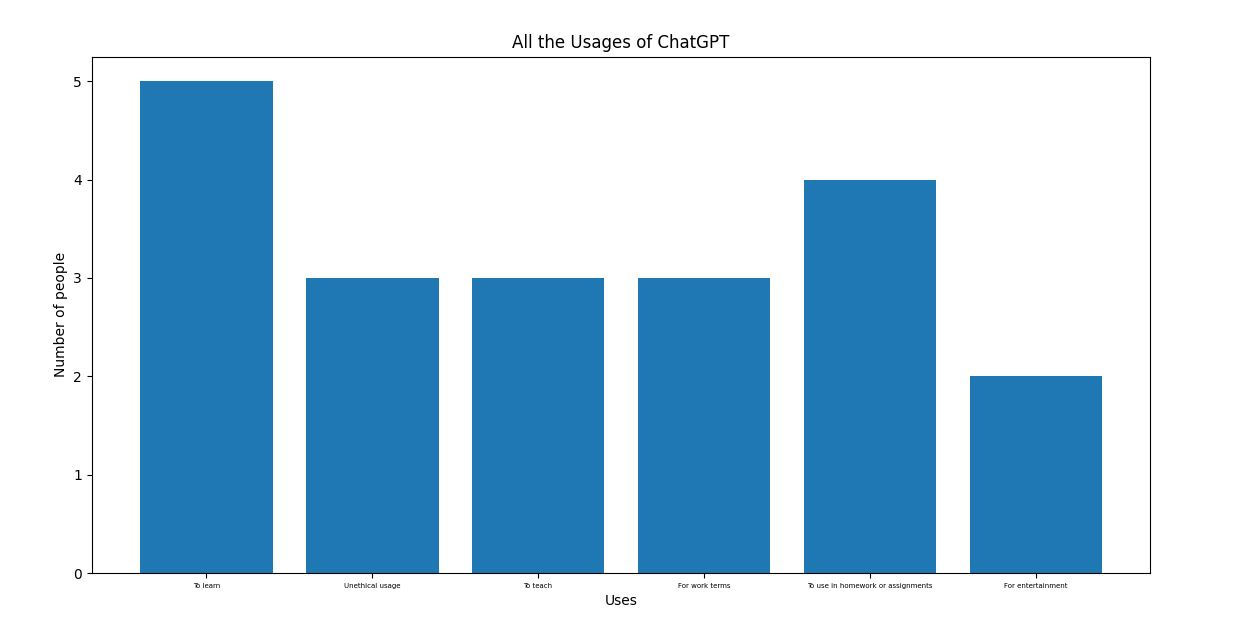 All the Usages of ChatGPT
5
4
3
2
1
0
Number of people
To learn
Unethical usage
To teach
For work terms
To use in homework or assignments
For entertainment
Uses